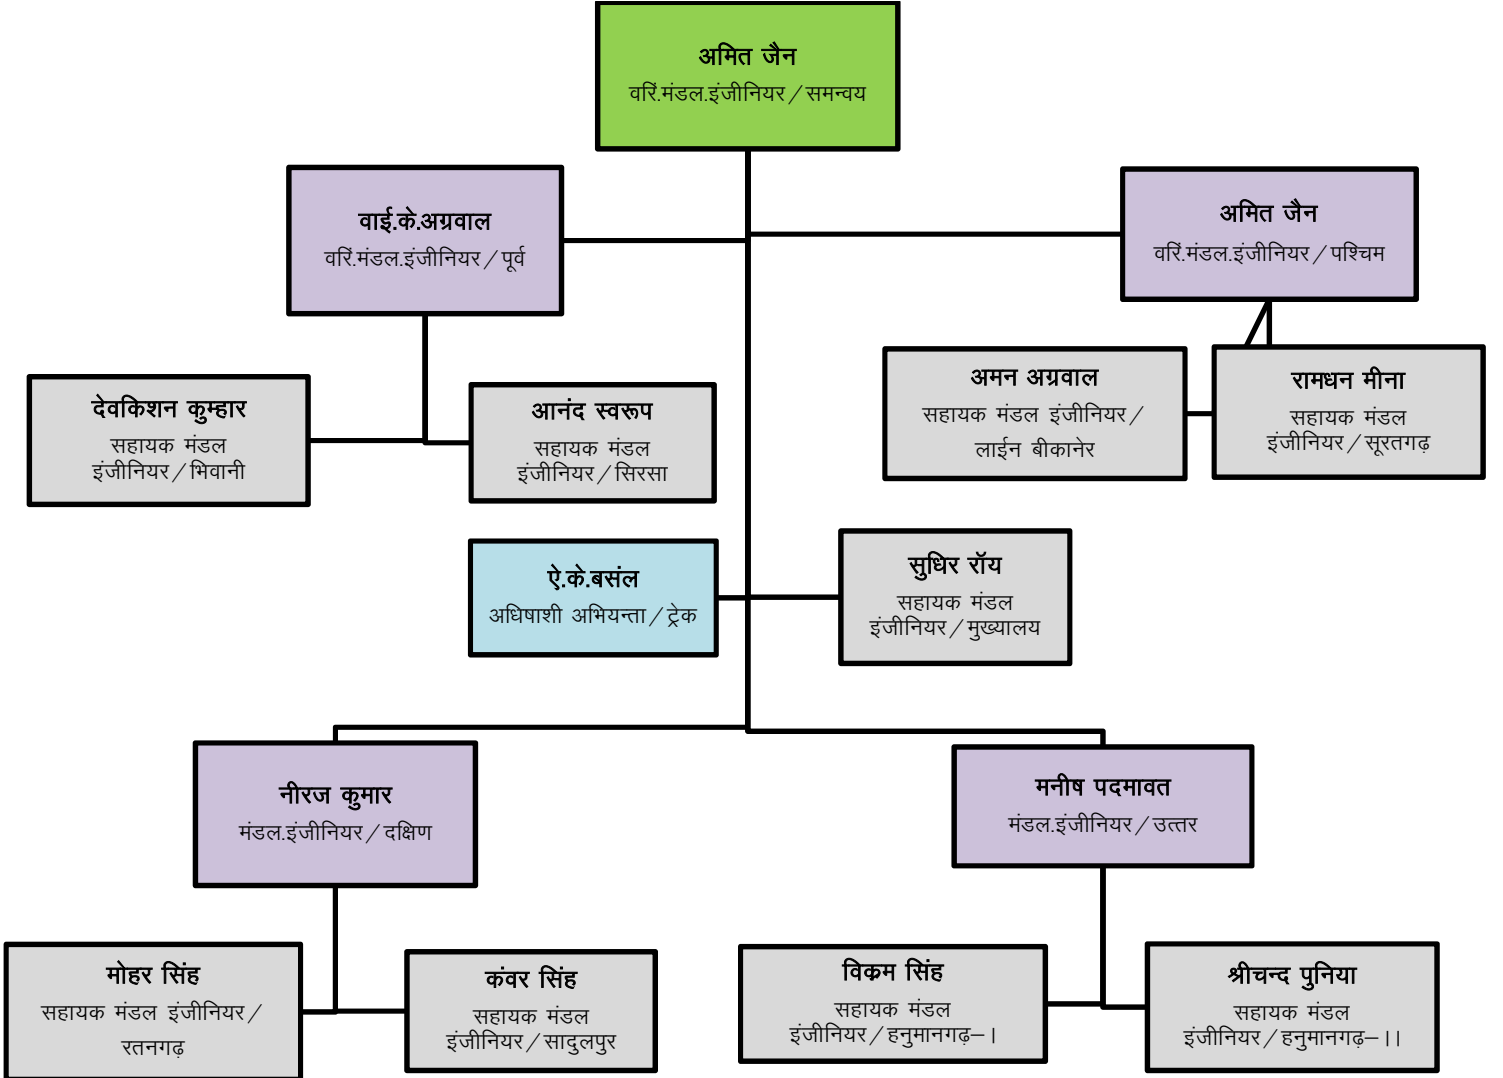 अमित जैन
वरिं.मंडल.इंजीनियर/समन्वय
वाई.के.अग्रवाल
वरिं.मंडल.इंजीनियर/पूर्व
अमित जैन
वरिं.मंडल.इंजीनियर/पश्चिम
देवकिशन कुम्हार
सहायक मंडल
इंजीनियर/भिवानी
आनंद स्वरूप
सहायक मंडल
इंजीनियर/सिरसा
अमन अग्रवाल
सहायक मंडल इंजीनियर/
लाईन बीकानेर
रामधन मीना
सहायक मंडल
इंजीनियर/सूरतगढ़
ऐ.के.बसंल
अधिषाशी अभियन्ता/ट्रेक
सुधिर रॉय
सहायक मंडल
इंजीनियर/मुख्यालय
नीरज कुमार
मंडल.इंजीनियर/दक्षिण
मनीष पदमावत
मंडल.इंजीनियर/उत्तर
मोहर सिंह
सहायक मंडल इंजीनियर/
रतनगढ़
कंवर सिंह
सहायक मंडल
इंजीनियर/सादुलपुर
विक्रम सिंह
सहायक मंडल
इंजीनियर/हनुमानगढ़–।
श्रीचन्द पुनिया
सहायक मंडल
इंजीनियर/हनुमानगढ़–।।